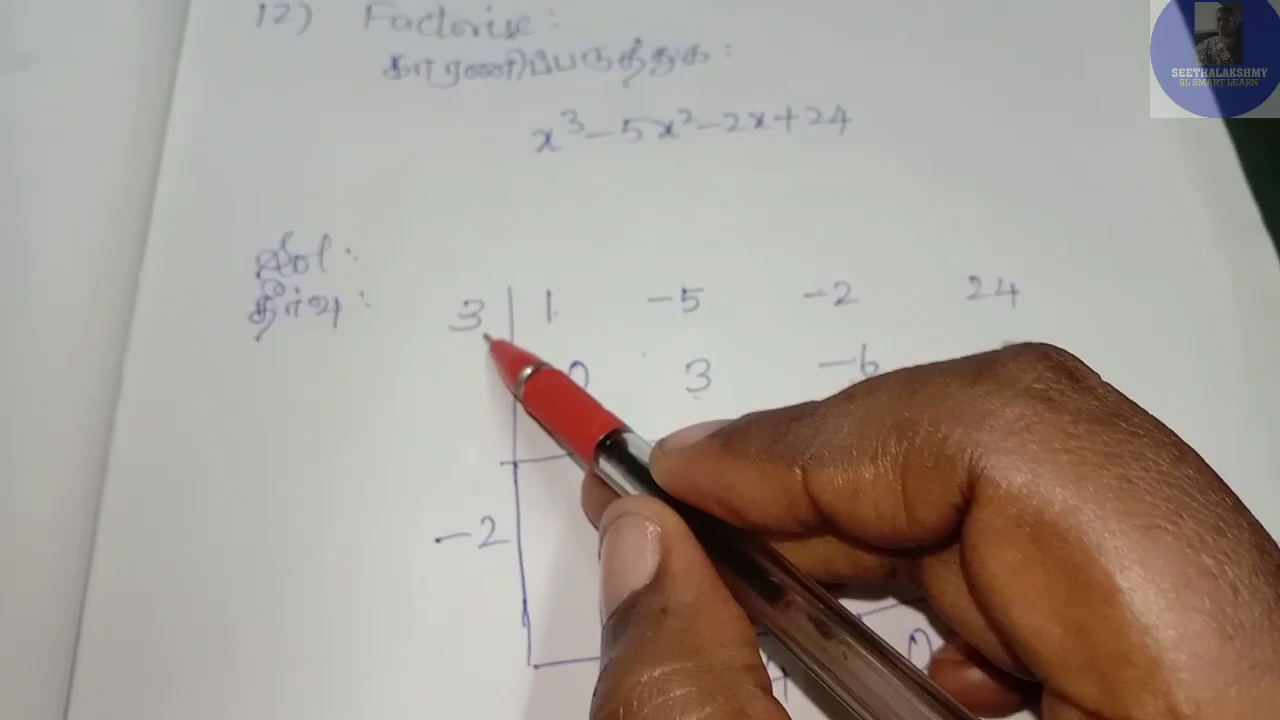 12) Factorise:
காரணிப்படுத்துக:
x³-5x²-2x+24
தீர்வு:
3 1 -5 -2 24
0 3 -6
-2
0
SEETHALAKSHMY
SL SMART LEARN